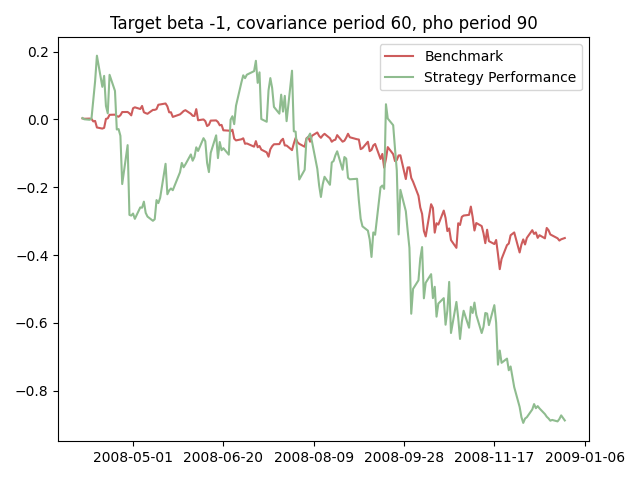 Target beta -1, covariance period 60, pho period 90
Benchmark
Strategy Performance
0.2
0.0
−0.2
−0.4
−0.6
−0.8
2008-05-01 2008-06-20 2008-08-09 2008-09-28 2008-11-17 2009-01-06